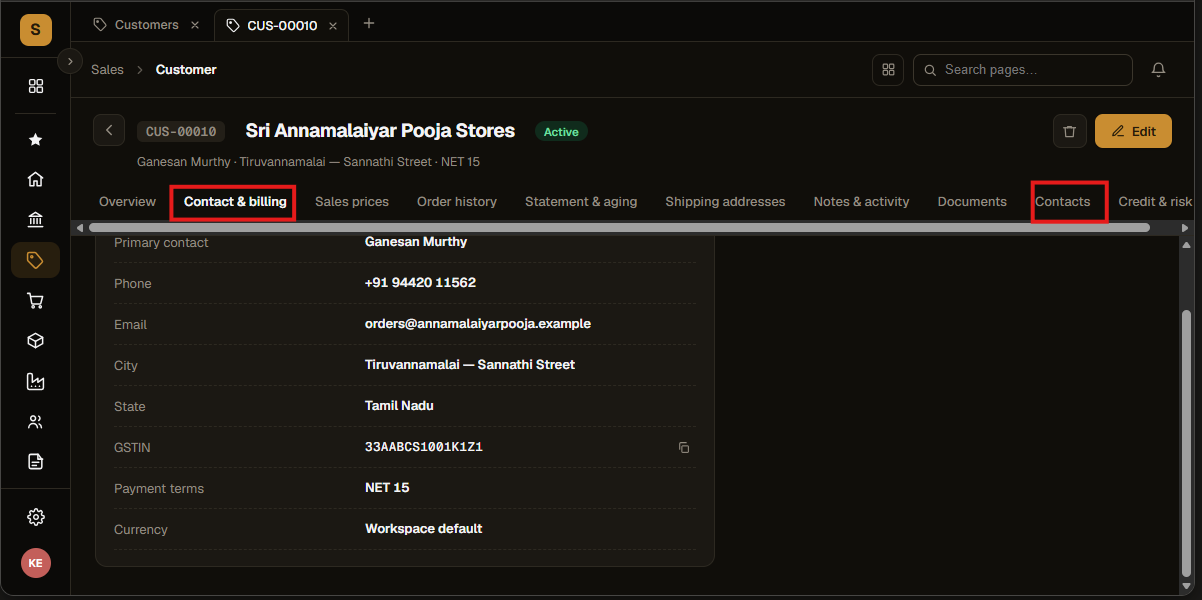 S
Customers × CUS-00010 × +
Sales > Customer
Search pages...
CUS-00010 Sri Annamalaiyar Pooja Stores Active
Edit
Ganesan Murthy · Tiruvannamalai — Sannathi Street · NET 15
Overview Contact & billing Sales prices Order history Statement & aging Shipping addresses Notes & activity Documents Contacts Credit & risk
Primary contact Ganesan Murthy
Phone +91 94420 11562
Email orders@annamalaiyarpooja.example
City Tiruvannamalai — Sannathi Street
State Tamil Nadu
GSTIN 33AABCS1001K1Z1
Payment terms NET 15
Currency Workspace default
KE